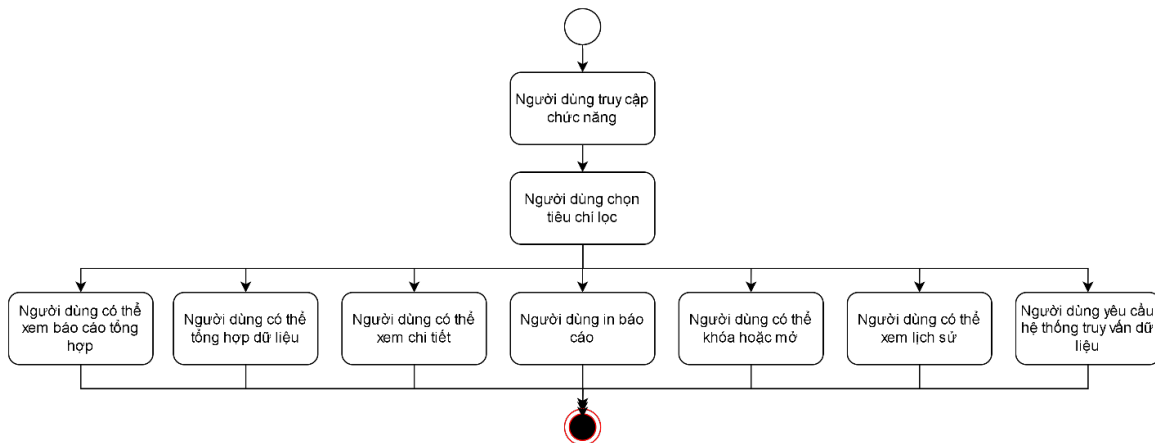 Người dùng truy cập
chức năng
Người dùng chọn
tiêu chí lọc
Người dùng có thể
xem báo cáo tổng
hợp
Người dùng có thể
tổng hợp dữ liệu
Người dùng có thể
xem chi tiết
Người dùng in báo
cáo
Người dùng có thể
khóa hoặc mở
Người dùng có thể
xem lịch sử
Người dùng yêu cầu
hệ thống truy vấn dữ
liệu